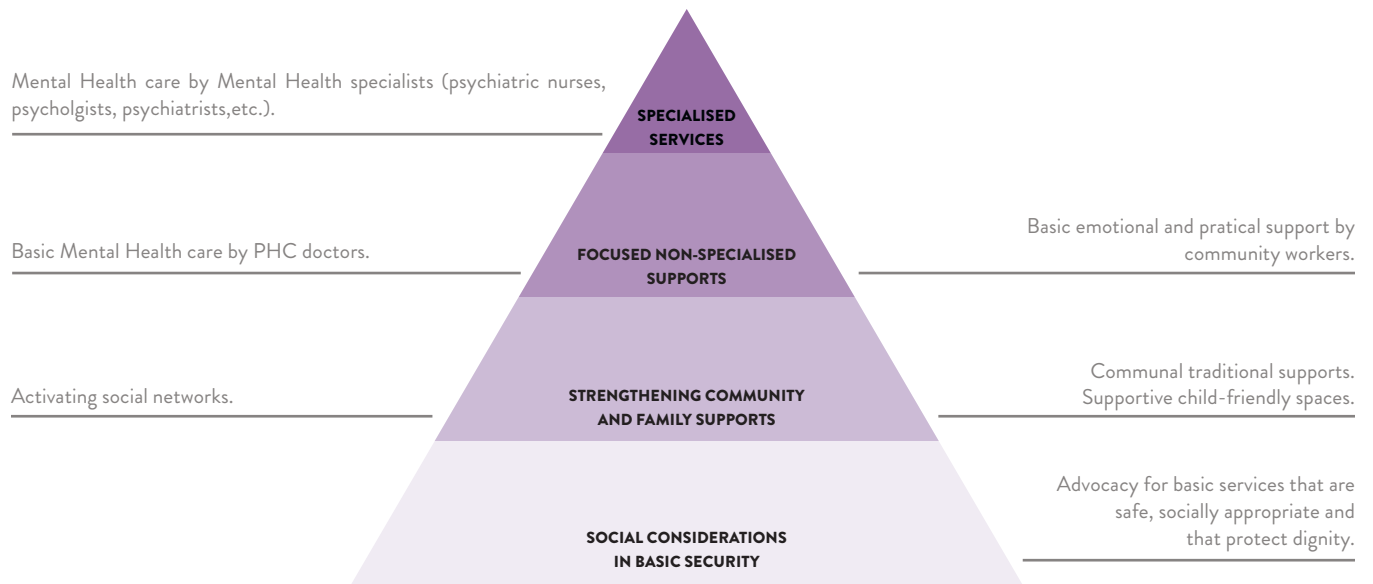 Mental Health care by Mental Health specialists (psychiatric nurses,
psycholgists, psychiatrists,etc.).
SPECIALISED
SERVICES
Basic Mental Health care by PHC doctors.
FOCUSED NON-SPECIALISED
SUPPORTS
Basic emotional and pratical support by
community workers.
Activating social networks.
STRENGTHENING COMMUNITY
AND FAMILY SUPPORTS
Communal traditional supports.
Supportive child-friendly spaces.
SOCIAL CONSIDERATIONS
IN BASIC SECURITY
Advocacy for basic services that are
safe, socially appropriate and
that protect dignity.